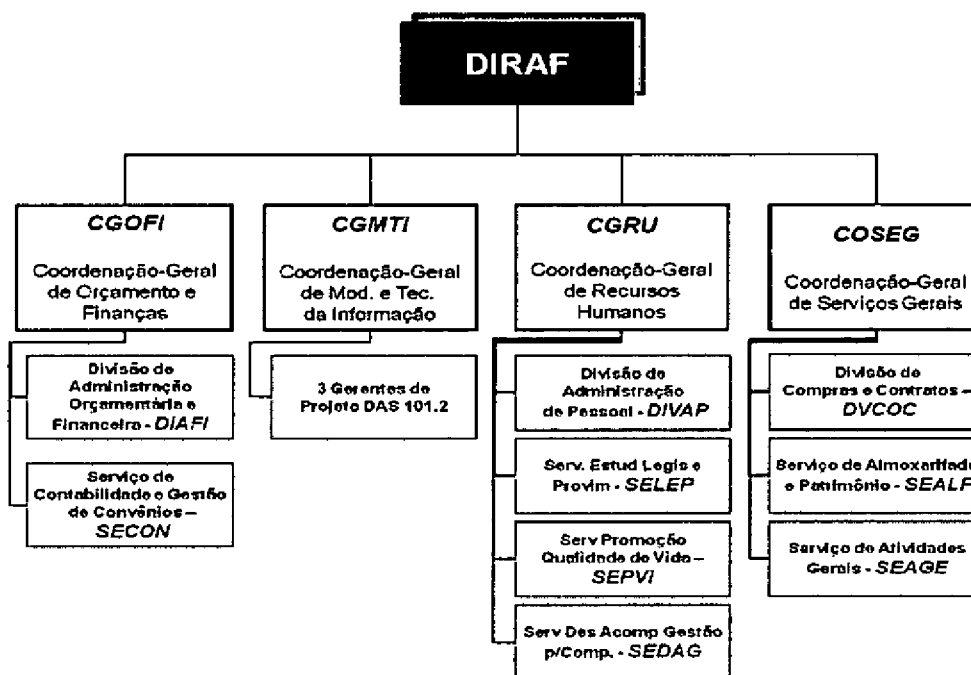 DIRAF
CGOFI
Coordenação-Geral
de Orçamento e
Finanças
Divisão de
Administração
Orçamentária e
Financeira - DIAFI
Serviço de
Contabilidade e Gestão
de Convênios –
SECON
CGMTI
Coordenação-Geral
de Mod. e Tec.
da Informação
3 Gerentes de
Projeto DAS 101.2
CGRU
Coordenação-Geral
de Recursos
Humanos
Divisão de
Administração
de Pessoal - DIVAP
Serv. Estud Legis e
Provim - SELEP
Serv Promoção
Qualidade de Vida –
SEPVI
Serv Des Acomp Gestão
p/Comp. - SEDAG
COSEG
Coordenação-Geral
de Serviços Gerais
Divisão de
Compras e Contratos –
DVCOC
Serviço de Almoxarifado
e Patrimônio - SEALF
Serviço de Atividades
Gerais - SEAGE